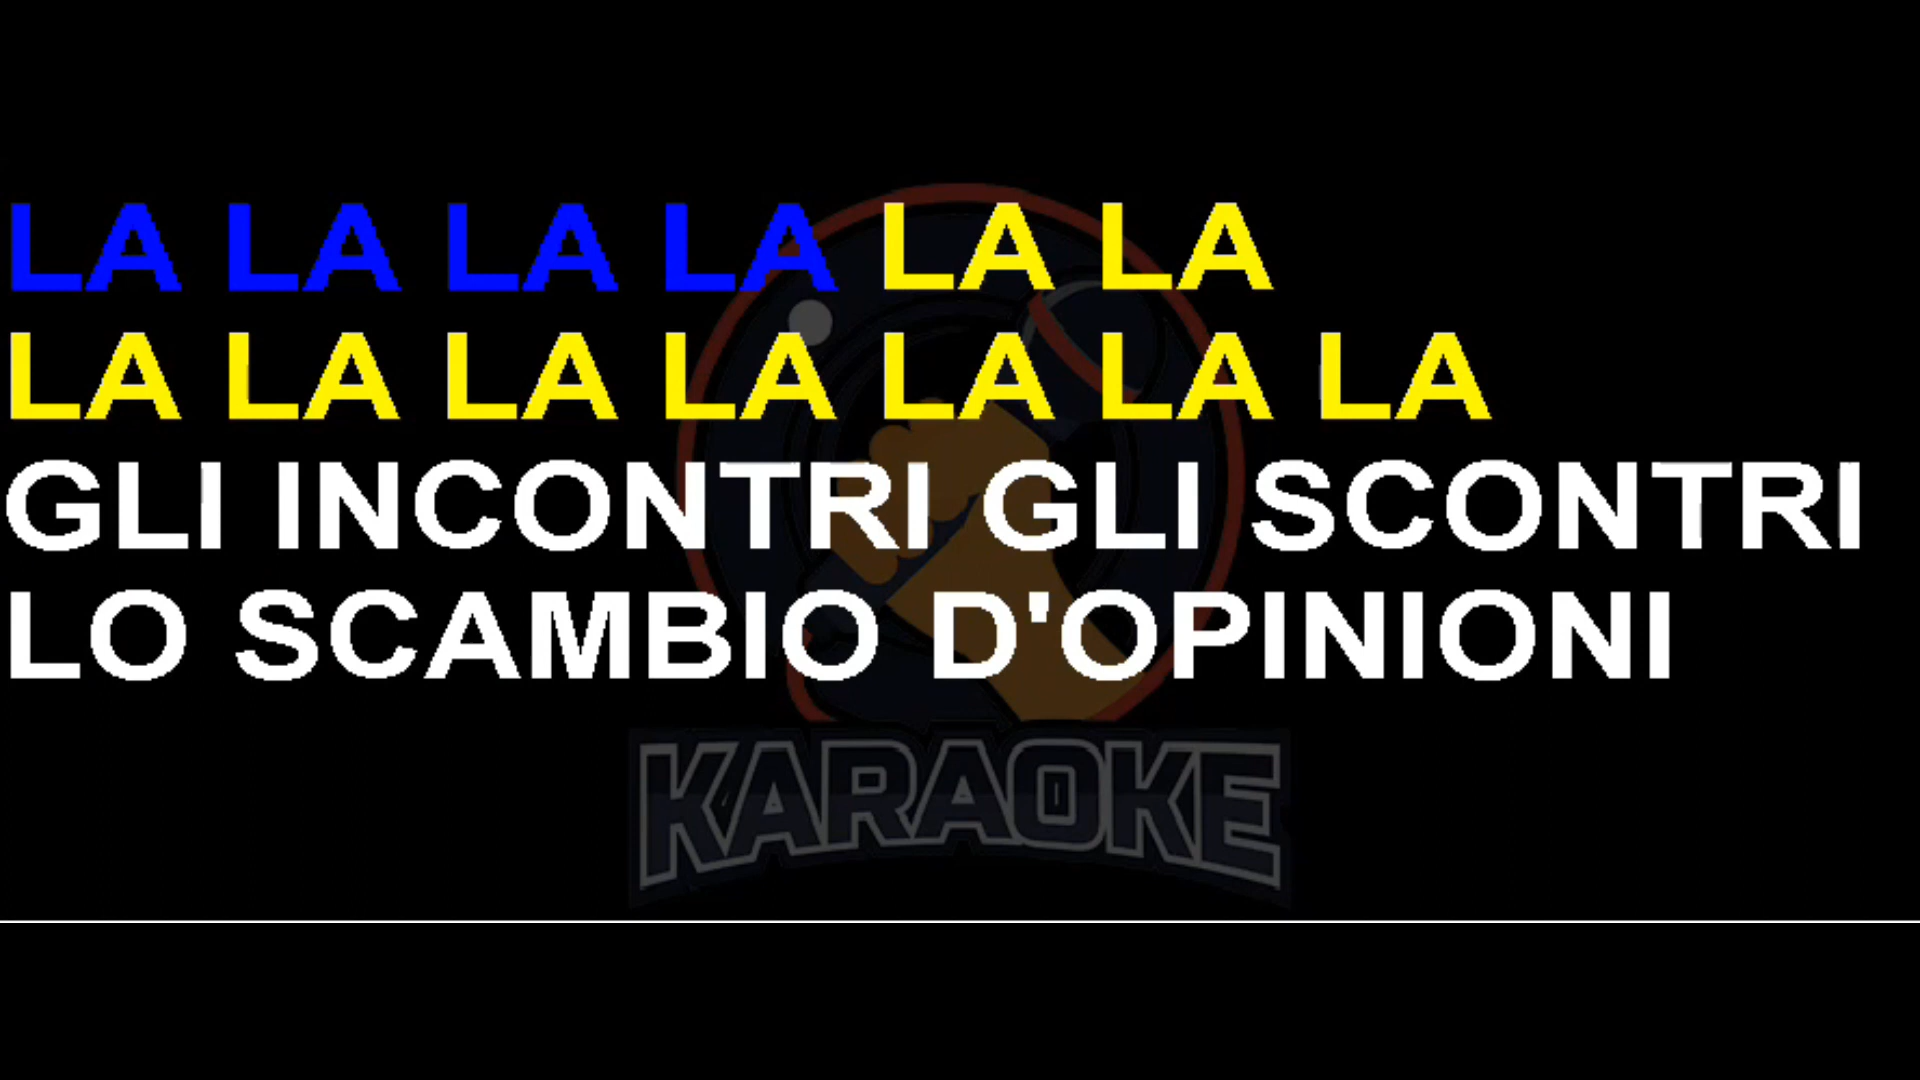 LA LA LA LA LA LA
LA LA LA LA LA LA LA
GLI INCONTRI GLI SCONTRI
LO SCAMBIO D'OPINIONI
KARAOKE